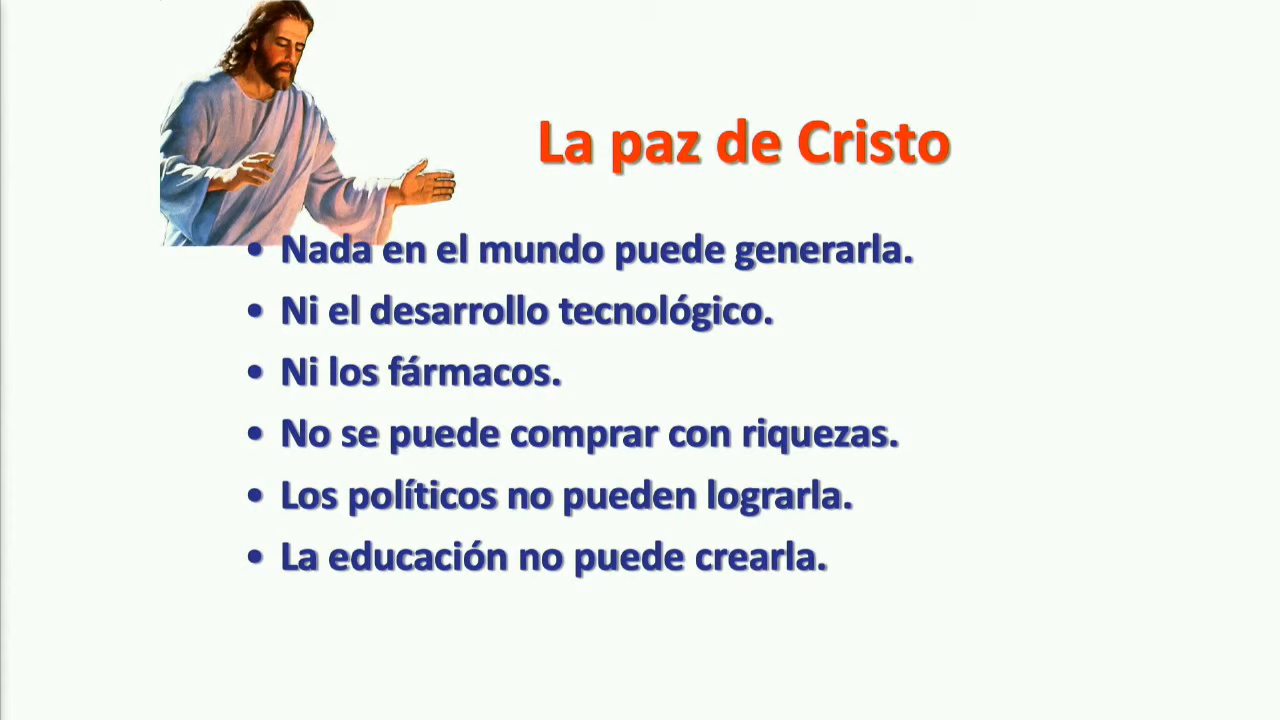 La paz de Cristo
• Nada en el mundo puede generarla.
• Ni el desarrollo tecnológico.
• Ni los fármacos.
• No se puede comprar con riquezas.
• Los políticos no pueden lograrla.
• La educación no puede crearla.